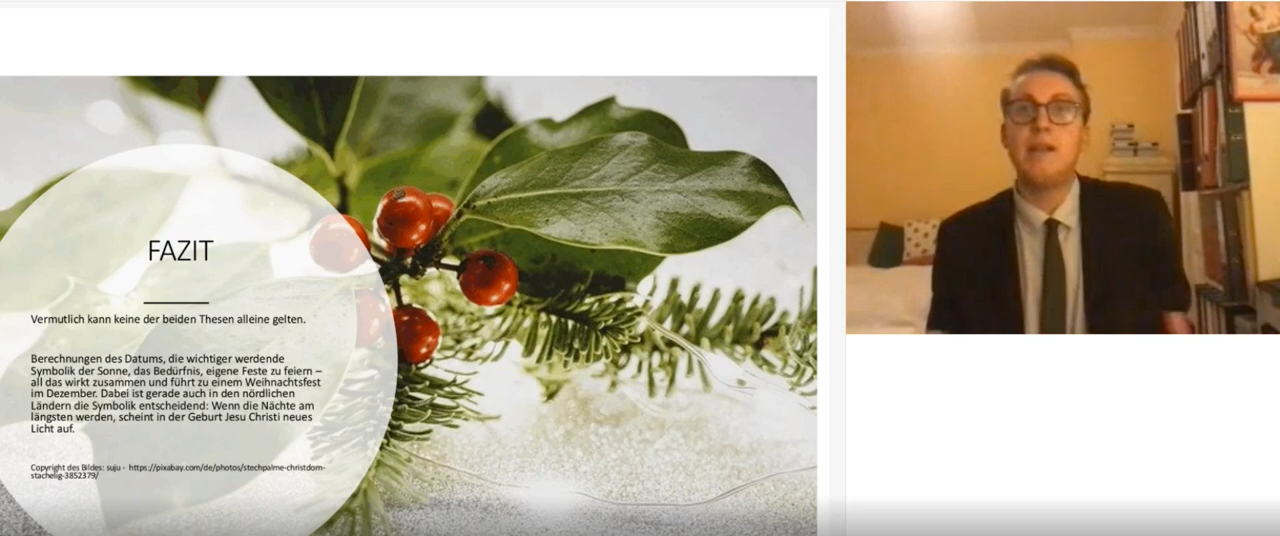 FAZIT
Vermutlich kann keine der beiden Thesen alleine gelten.
Berechnungen des Datums, die wichtiger werdende
Symbolik der Sonne, das Bedürfnis, eigene Feste zu feiern –
all das wirkt zusammen und führt zu einem Weihnachtsfest
im Dezember. Dabei ist gerade auch in den nördlichen
Ländern die Symbolik entscheidend: Wenn die Nächte am
längsten werden, scheint in der Geburt Jesu Christi neues
Licht auf.
Copyright des Bildes: suju - https://pixabay.com/de/photos/stechpalme-christdorn-
stachelig-3852379/